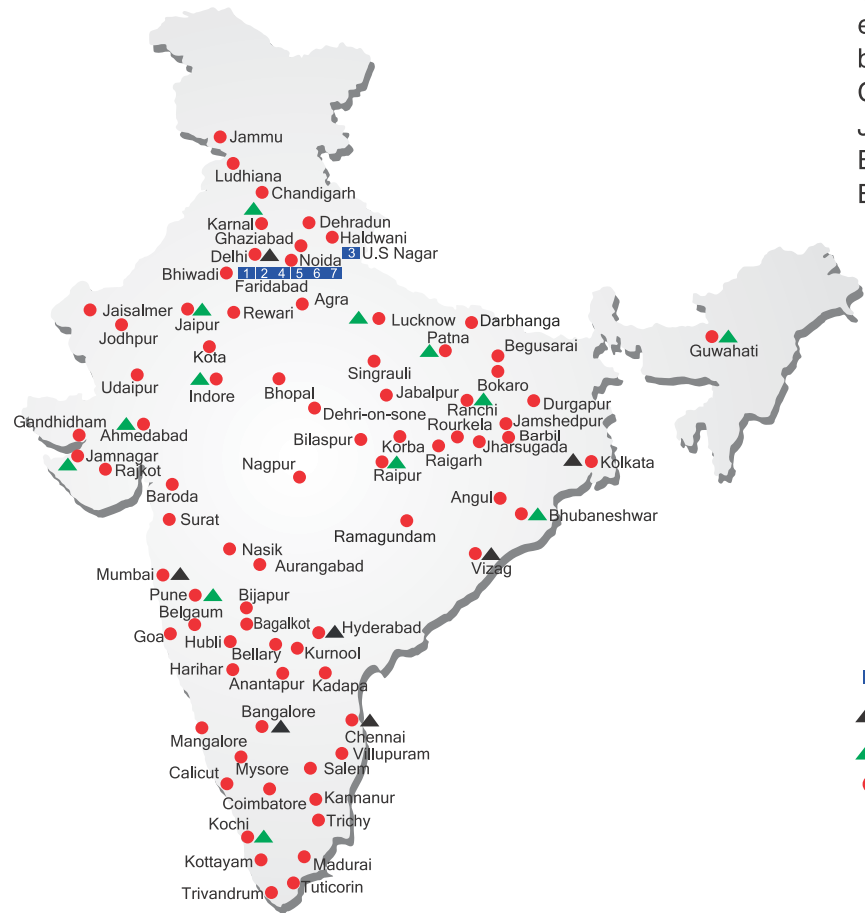 e
b
C
Jammu
Ludhiana
Chandigarh
Karnal
Dehradun
Ghaziabad
Haldwani
Delhi
Noida
3 U.S Nagar
Bhiwadi
1 2 4 5 6 7
Faridabad
Agra
Jaisalmer
Jaipur
Rewari
Lucknow
Darbhanga
Jodhpur
Patna
Guwahati
Kota
Begusarai
Singrauli
Udaipur
Indore
Bhopal
Jabalpur
Bokaro
Ranchi
Durgapur
Dehri-on-sone
Gandhidham
Ahmedabad
Rourkela
Jamshedpur
Bilaspur
Korba
Barbil
Jharsugada
Jamnagar
Raigarh
Rajkot
Nagpur
Raipur
Kolkata
Baroda
Angul
Surat
Bhubaneshwar
Ramagundam
Nasik
Vizag
Aurangabad
Mumbai
Pune
Bijapur
Belgaum
Bagalkot
Hyderabad
Goa
Hubli
Bellary
Kurnool
Harihar
Anantapur
Kadapa
Bangalore
Mangalore
Chennai
Villupuram
Mysore
Salem
Calicut
Coimbatore
Kannanur
Kochi
Trichy
Kottayam
Madurai
Tuticorin
Trivandrum